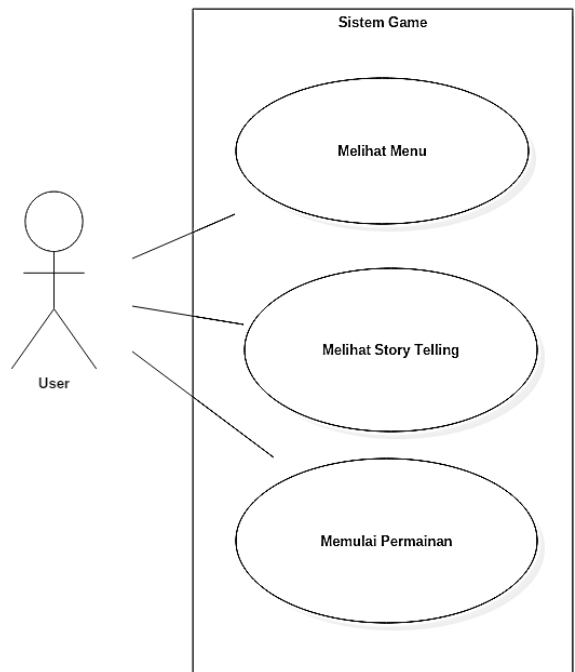 Sistem Game
Melihat Menu
Melihat Story Telling
User
Memulai Permainan